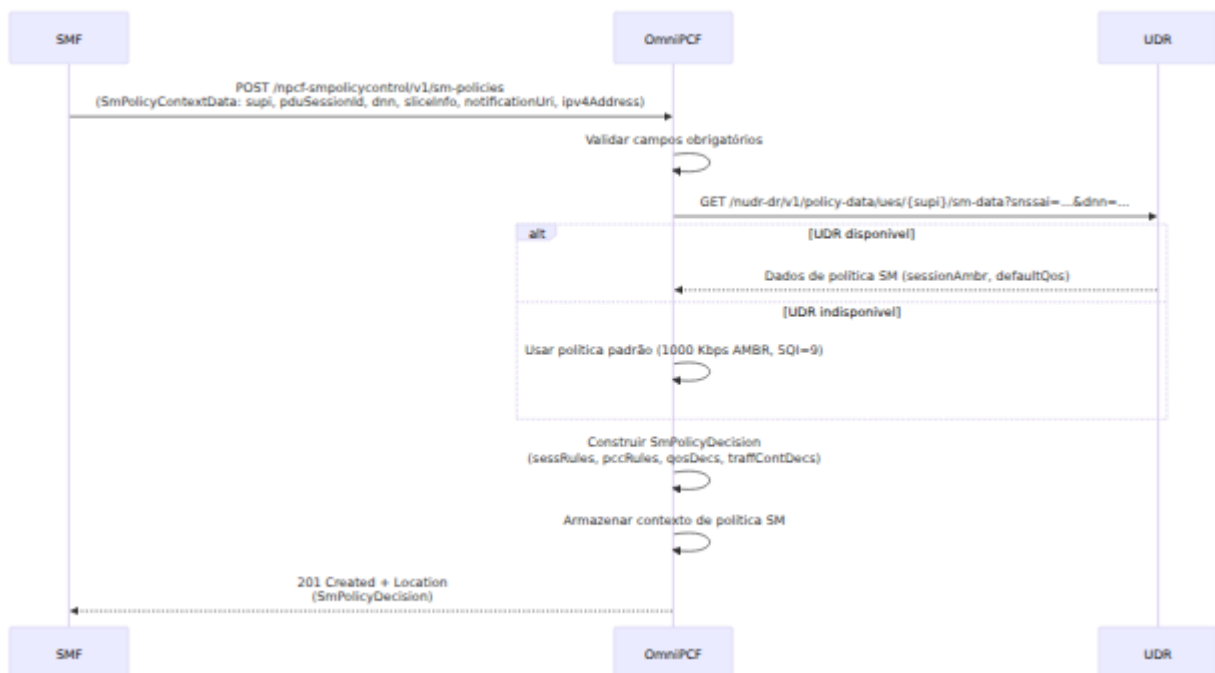 SMF
OmniPCF
UDR
POST /npcf-smpolicycontrol/v1/sm-policies
(SmPolicyContextData: supi, pduSessionId, dnn, sliceInfo, notificationUri, ipv4Address)
Validar campos obrigatórios
GET /nudr-dr/v1/policy-data/ues/{supi}/sm-data?snssai=...&dnn=...
alt
[UDR disponível]
Dados de política SM (sessionAmbr, defaultQos)
[UDR indisponível]
Usar política padrão (1000 Kbps AMBR, 5QI=9)
Construir SmPolicyDecision
(sessRules, pccRules, qosDecs, traffContDecs)
Armazenar contexto de política SM
201 Created + Location
(SmPolicyDecision)
SMF
OmniPCF
UDR